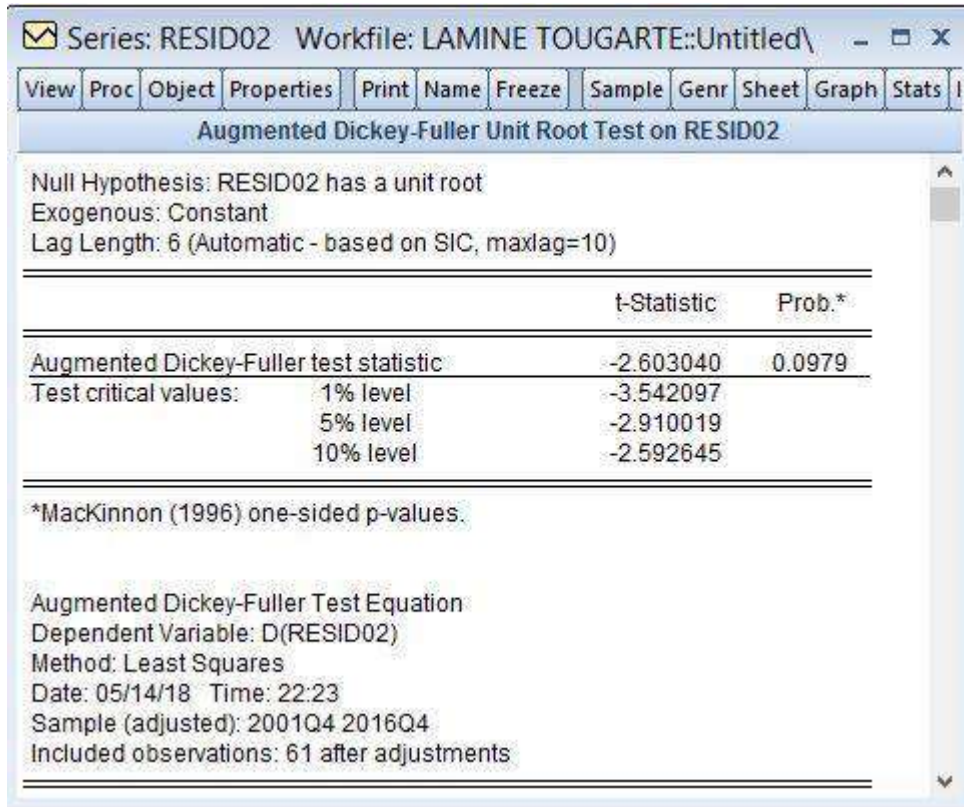 Series: RESID02 Workfile: LAMINE TOUGARTE::Untitled\
View Proc Object Properties Print Name Freeze Sample Genr Sheet Graph Stats
Augmented Dickey-Fuller Unit Root Test on RESID02
Null Hypothesis: RESID02 has a unit root
Exogenous: Constant
Lag Length: 6 (Automatic - based on SIC, maxlag=10)
t-Statistic Prob.*
Augmented Dickey-Fuller test statistic -2.603040 0.0979
Test critical values: 1% level -3.542097
5% level -2.910019
10% level -2.592645
*MacKinnon (1996) one-sided p-values.
Augmented Dickey-Fuller Test Equation
Dependent Variable: D(RESID02)
Method: Least Squares
Date: 05/14/18 Time: 22:23
Sample (adjusted): 2001Q4 2016Q4
Included observations: 61 after adjustments